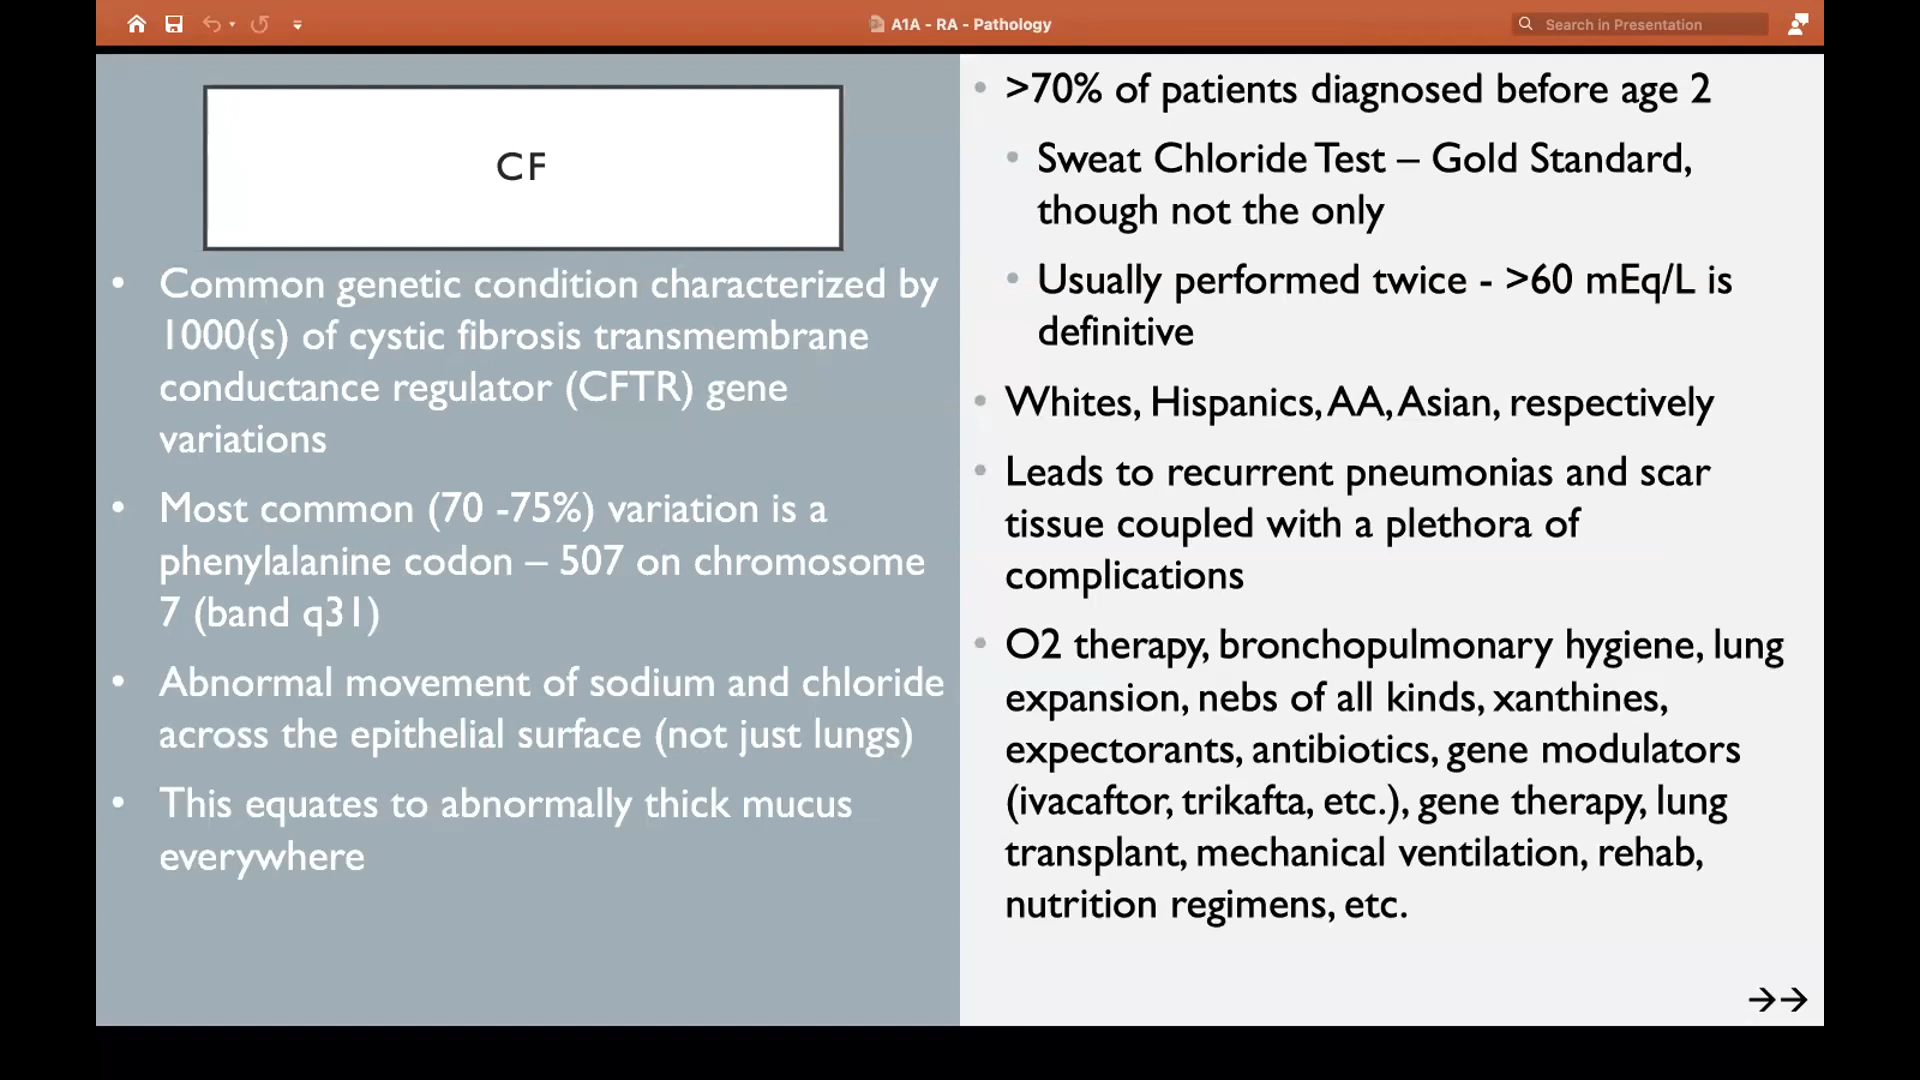 A1A - RA - Pathology
Search in Presentation
CF
• Common genetic condition characterized by
1000(s) of cystic fibrosis transmembrane
conductance regulator (CFTR) gene
variations
• Most common (70 -75%) variation is a
phenylalanine codon – 507 on chromosome
7 (band q31)
• Abnormal movement of sodium and chloride
across the epithelial surface (not just lungs)
• This equates to abnormally thick mucus
everywhere
• >70% of patients diagnosed before age 2
• Sweat Chloride Test – Gold Standard,
though not the only
• Usually performed twice - >60 mEq/L is
definitive
• Whites, Hispanics, AA, Asian, respectively
• Leads to recurrent pneumonias and scar
tissue coupled with a plethora of
complications
• O2 therapy, bronchopulmonary hygiene, lung
expansion, nebs of all kinds, xanthines,
expectorants, antibiotics, gene modulators
(ivacaftor, trikafta, etc.), gene therapy, lung
transplant, mechanical ventilation, rehab,
nutrition regimens, etc.
→→